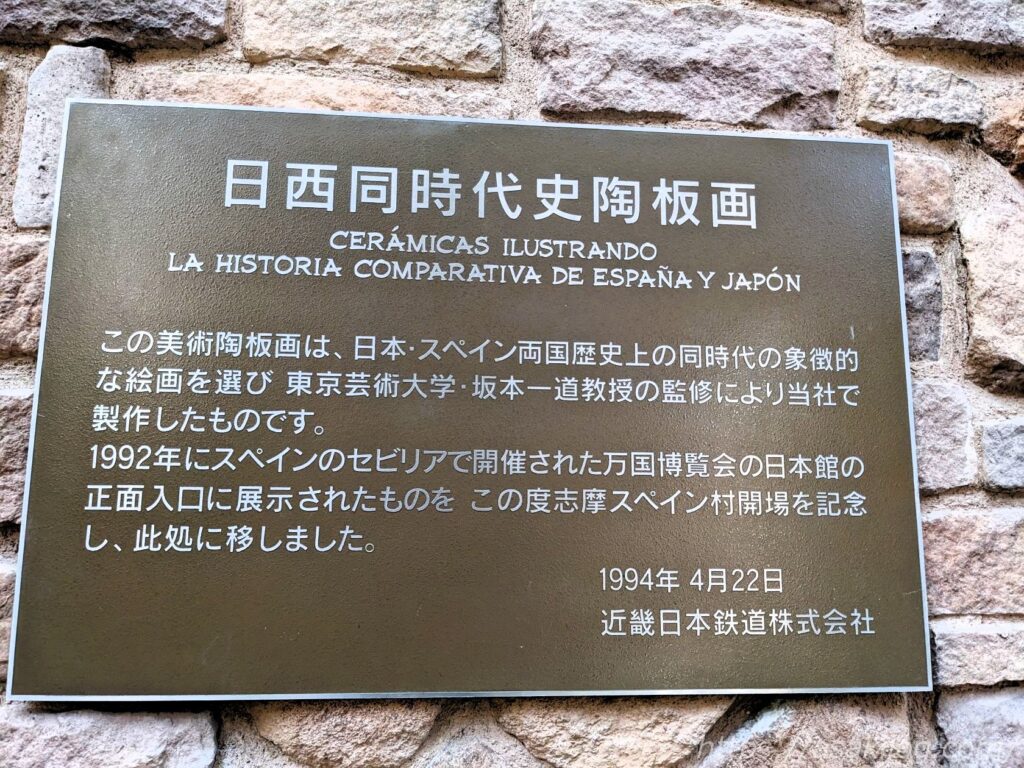 日西同時代史陶板画
CERÁMICAS ILUSTRANDO
LA HISTORIA COMPARATIVA DE ESPAÑA Y JAPÓN
この美術陶板画は、日本・スペイン両国歴史上の同時代の象徴的
な絵画を選び 東京芸術大学・坂本一道教授の監修により当社で
製作したものです。
1992年にスペインのセビリアで開催された万国博覧会の日本館の
正面入口に展示されたものを この度志摩スペイン村開場を記念
し、此処に移しました。
1994年 4月22日
近畿日本鉄道株式会社